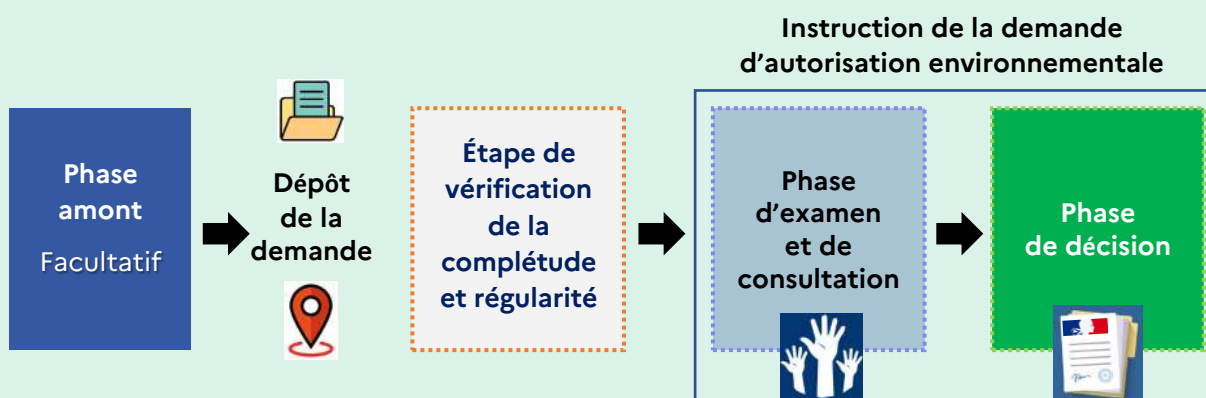 Instruction de la demande
d'autorisation environnementale
Phase
amont
Facultatif
Dépôt
de la
demande
Étape de
vérification
de la
complétude
et régularité
Phase
d'examen
et de
consultation
Phase
de décision